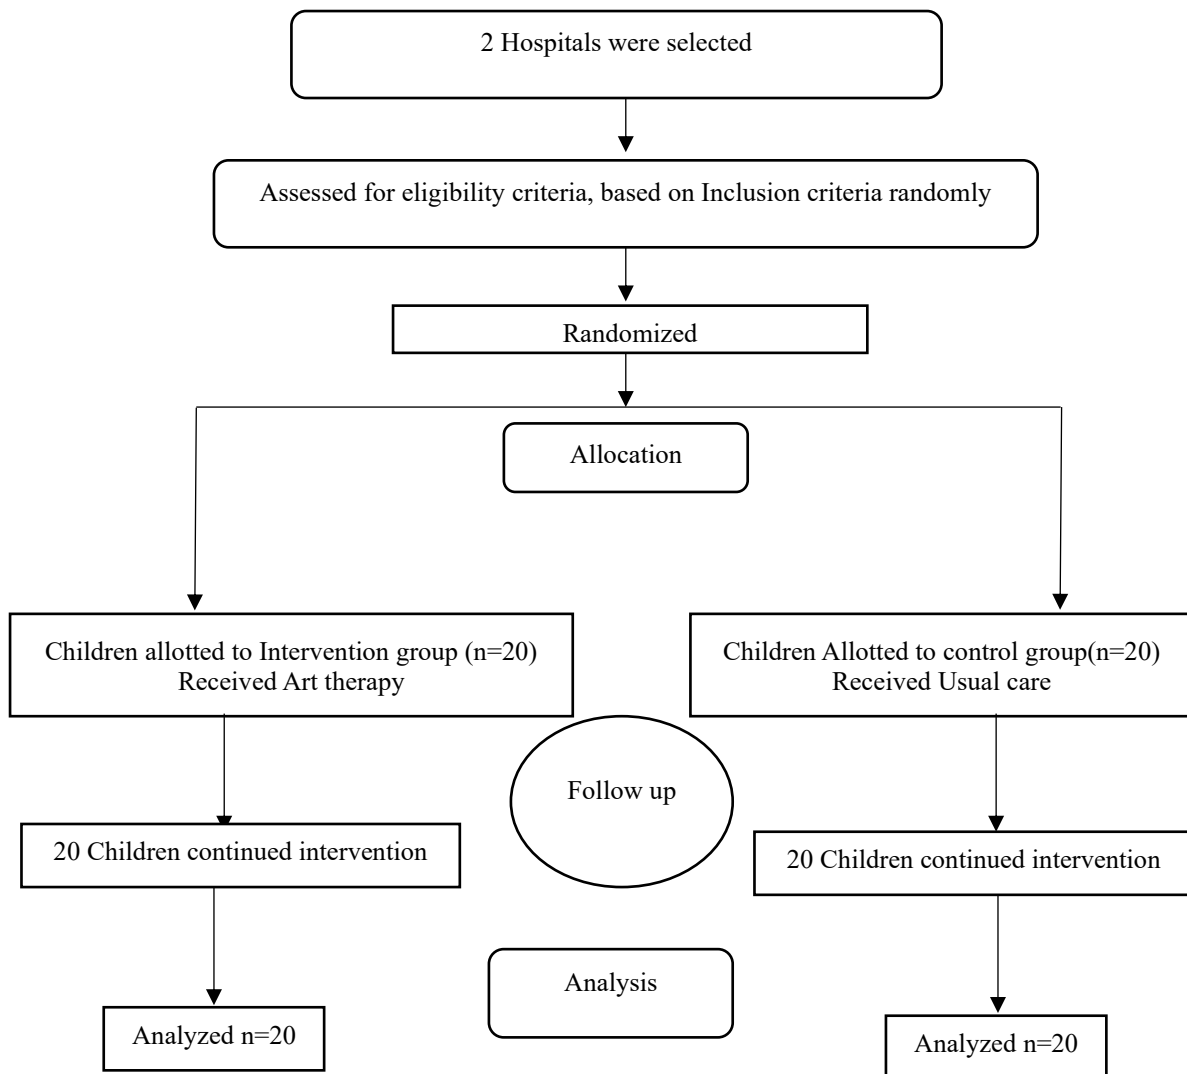 2 Hospitals were selected
Assessed for eligibility criteria, based on Inclusion criteria randomly
Randomized
Allocation
Children allotted to Intervention group (n=20)
Received Art therapy
Children Allotted to control group(n=20)
Received Usual care
Follow up
20 Children continued intervention
20 Children continued intervention
Analysis
Analyzed n=20
Analyzed n=20